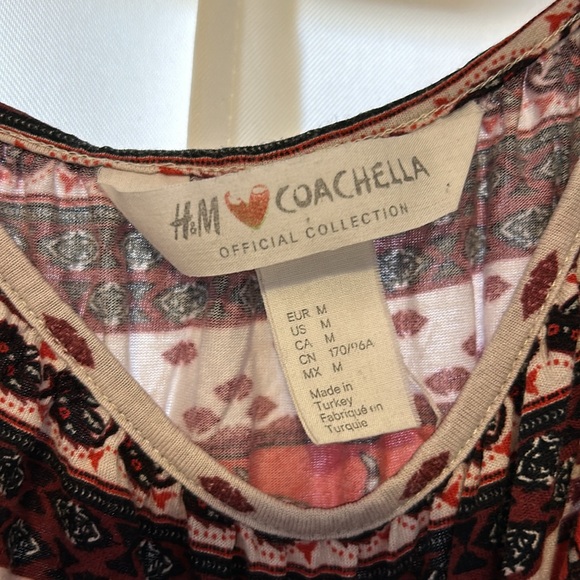 H&M COACHELLA
OFFICIAL COLLECTION
EUR M
US M
CA M
CN 170/96A
MX M
Made in
Turkey
Fabriqué en
Turquie